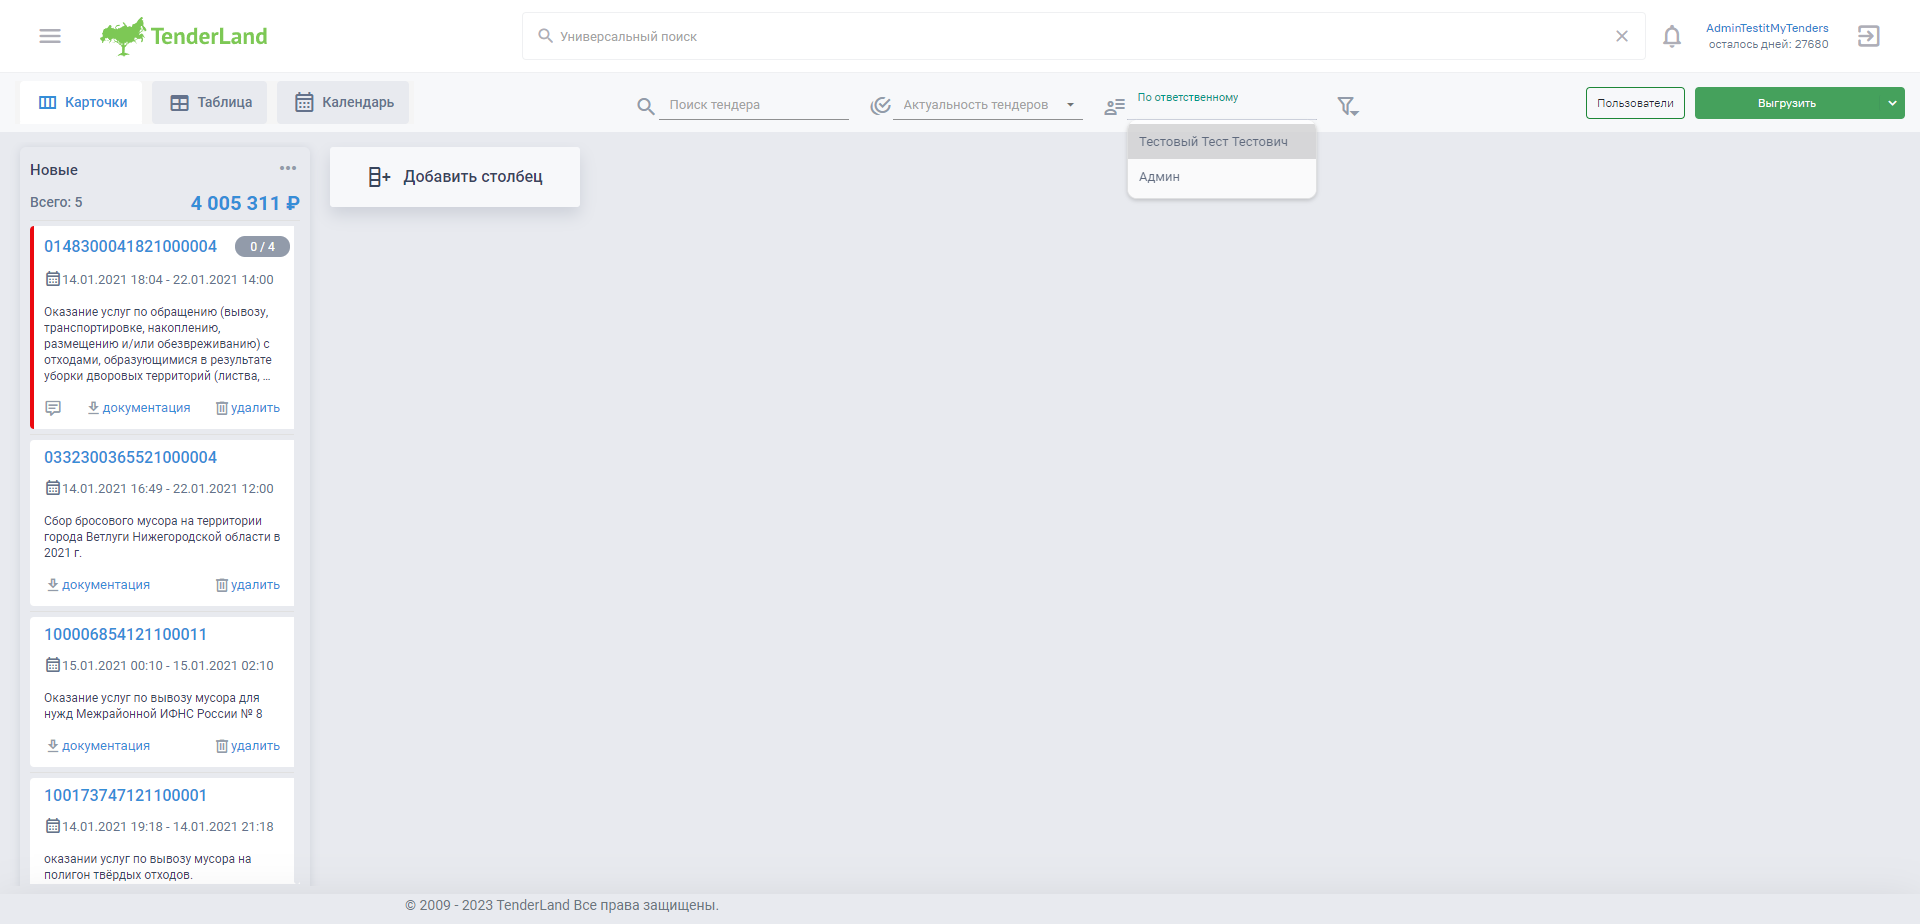 TenderLand
Универсальный поиск
AdminTestitMyTenders
осталось дней: 27680
Карточки
Таблица
Календарь
Поиск тендера
Актуальность тендеров
По ответственному
Пользователи
Выгрузить
Тестовый Тест Тестович
Админ
Новые
Всего: 5
4 005 311 ₽
Добавить столбец
0148300041821000004
0 / 4
14.01.2021 18:04 - 22.01.2021 14:00
Оказание услуг по обращению (вывозу,
транспортировке, накоплению,
размещению и/или обезвреживанию) с
отходами, образующимися в результате
уборки дворовых территорий (листва, ...
документация
удалить
0332300365521000004
14.01.2021 16:49 - 22.01.2021 12:00
Сбор бросового мусора на территории
города Ветлуги Нижегородской области в
2021 г.
документация
удалить
100006854121100011
15.01.2021 00:10 - 15.01.2021 02:10
Оказание услуг по вывозу мусора для
нужд Межрайонной ИФНС России № 8
документация
удалить
100173747121100001
14.01.2021 19:18 - 14.01.2021 21:18
оказании услуг по вывозу мусора на
полигон твёрдых отходов.
© 2009 - 2023 TenderLand Все права защищены.